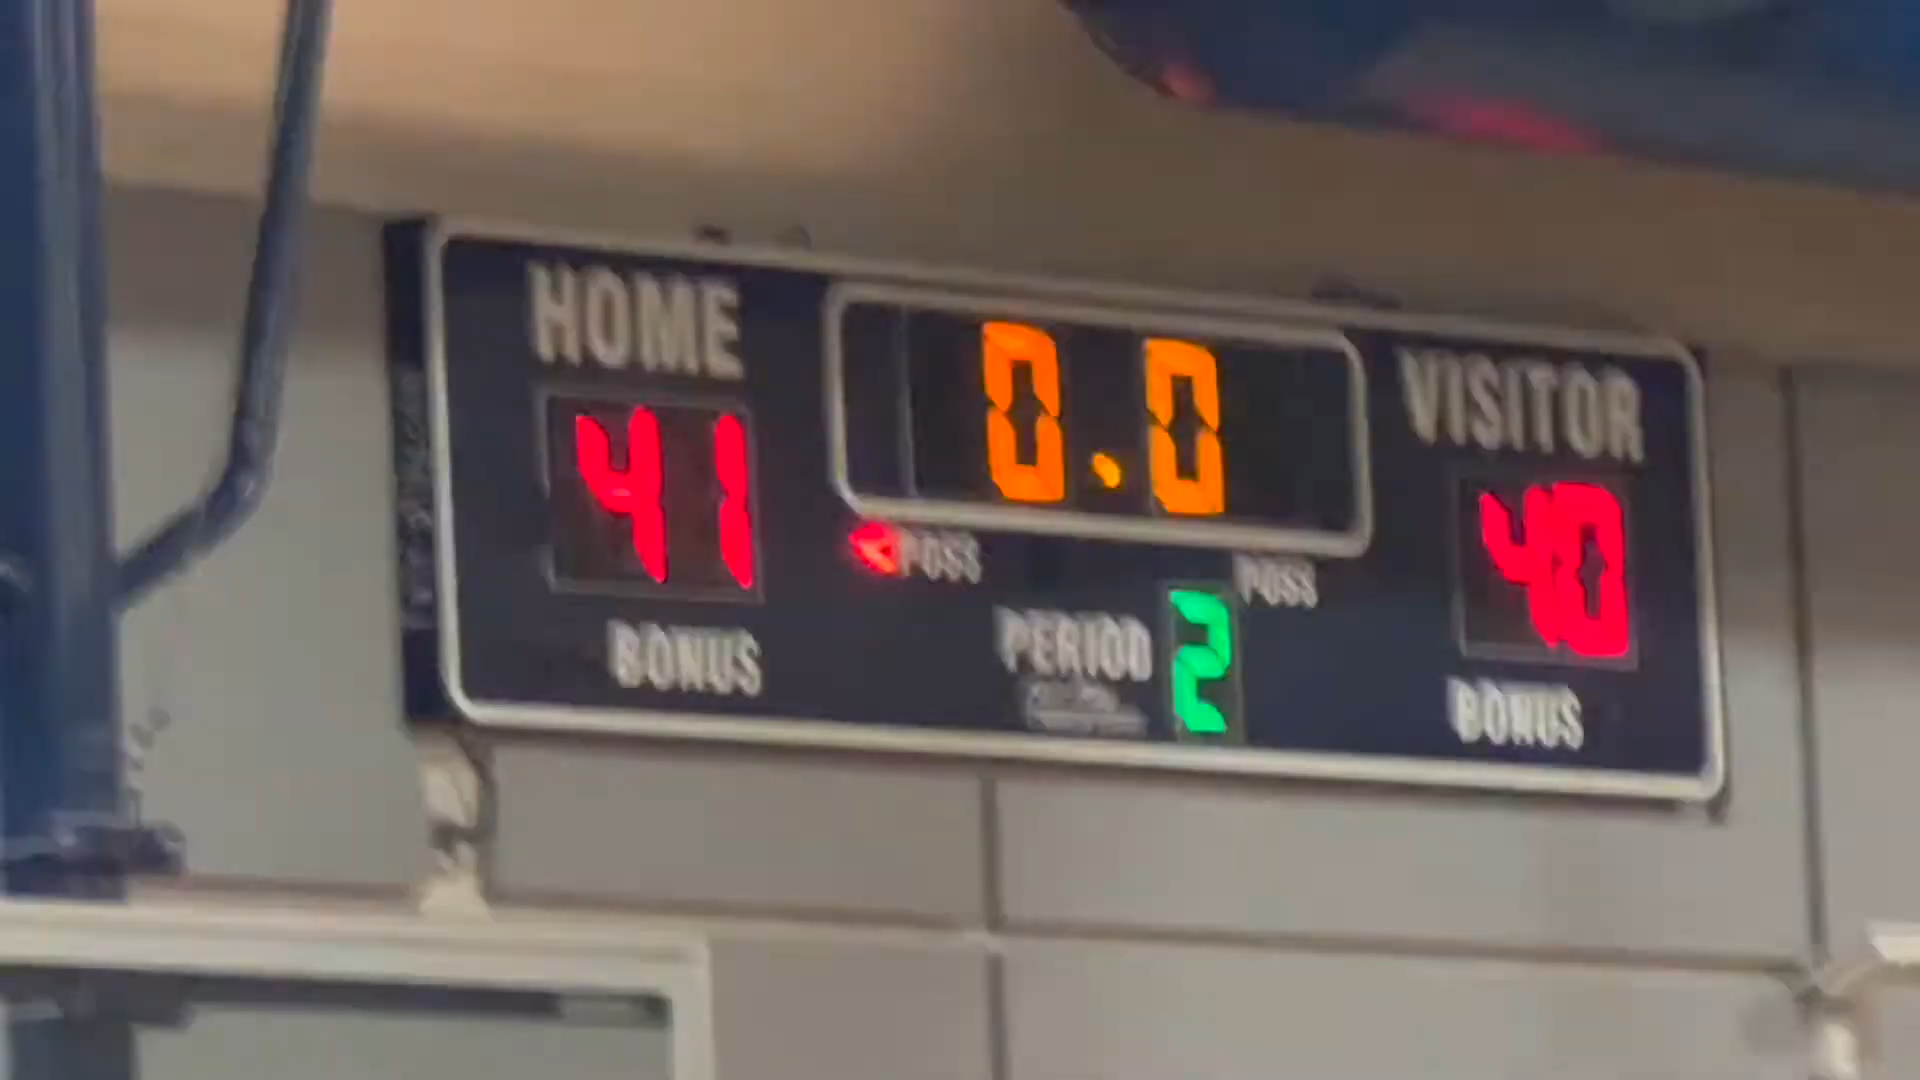 HOME
0.0
VISITOR
41
40
POSS
POSS
PERIOD 2
BONUS
BONUS